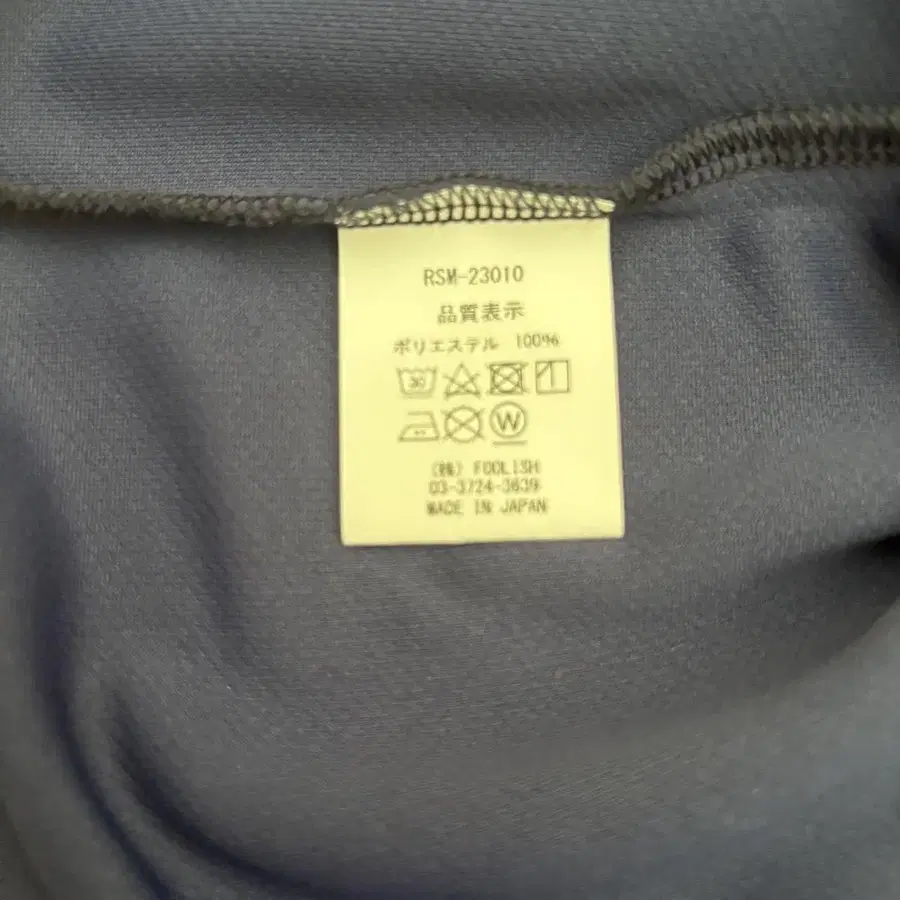 RSM-23010
品質表示
ポリエステル 100%
30
W
(株) FOOLISH
03-3724-3639
MADE IN JAPAN